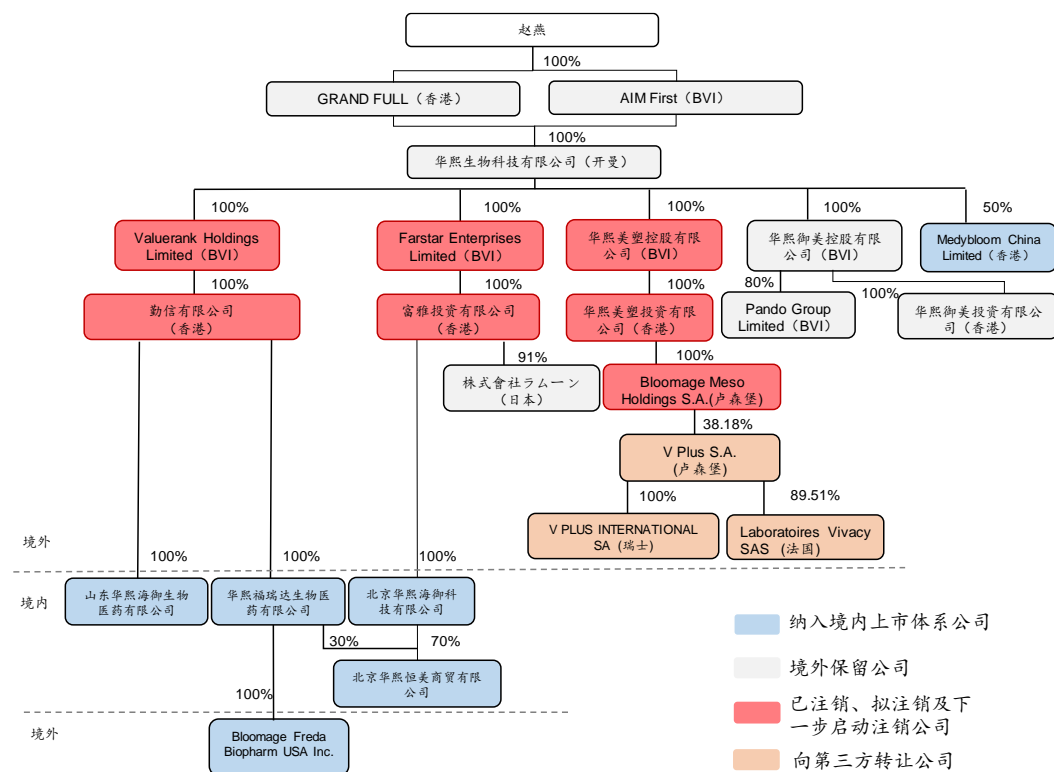 赵燕
100%
GRAND FULL（香港）
AIM First（BVI）
100%
华熙生物科技有限公司（开曼）
100%
100%
100%
100%
50%
Valuerank Holdings
Limited（BVI）
Farstar Enterprises
Limited（BVI）
华熙美塑控股有限
公司（BVI）
华熙御美控股有限
公司（BVI）
Medybloom China
Limited（香港）
100%
100%
100%
80%
100%
勤信有限公司
（香港）
富雅投资有限公司
（香港）
华熙美塑投资有限
公司（香港）
Pando Group
Limited（BVI）
华熙御美投资有限公
司（香港）
91%
100%
株式會社ラムーン
（日本）
Bloomage Meso
Holdings S.A.(卢森堡)
38.18%
V Plus S.A.
(卢森堡)
100%
89.51%
V PLUS INTERNATIONAL
SA (瑞士)
Laboratoires Vivacy
SAS (法国)
境外
100%
100%
100%
境内
山东华熙海御生物
医药有限公司
华熙福瑞达生物医
药有限公司
北京华熙海御科
技有限公司
30%
70%
北京华熙恒美商贸有限
公司
100%
境外
Bloomage Freda
Biopharm USA Inc.
纳入境内上市体系公司
境外保留公司
已注销、拟注销及下
一步启动注销公司
向第三方转让公司